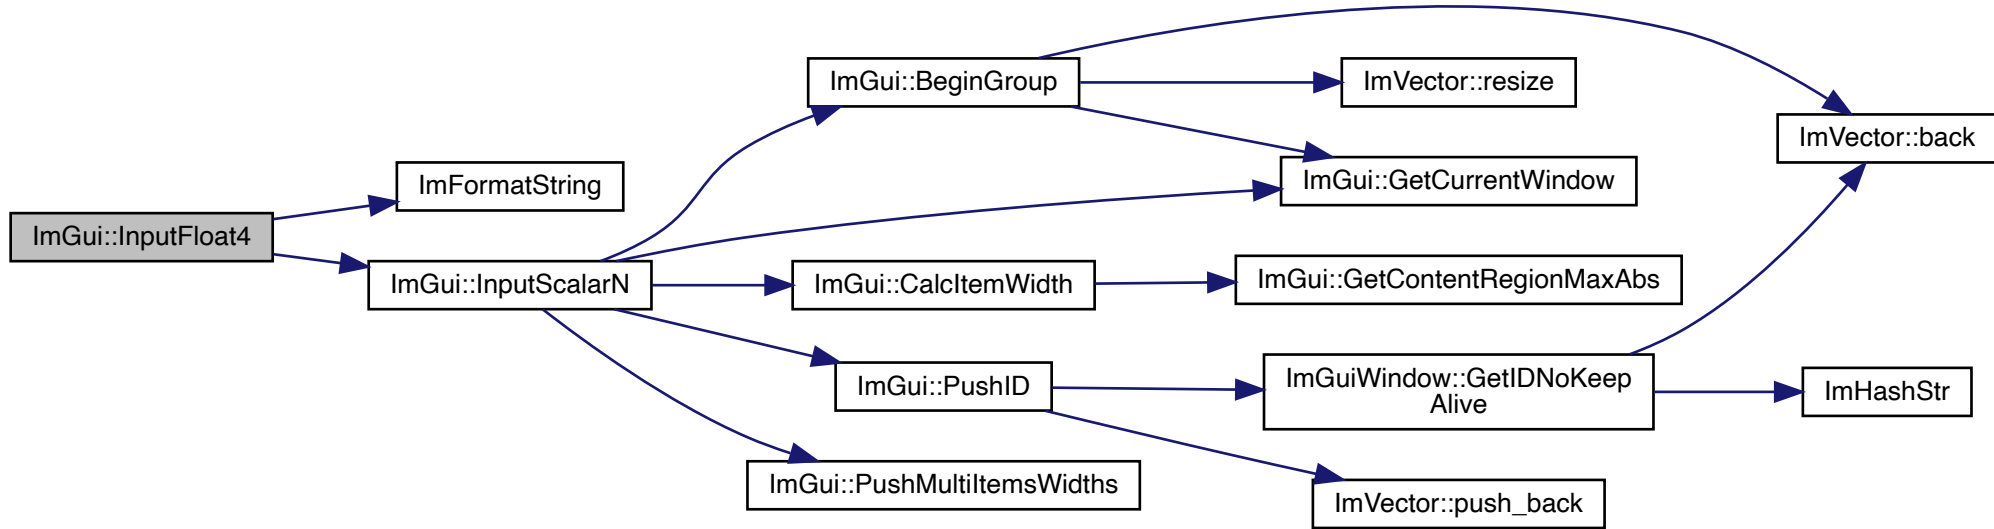 ImGui::InputFloat4
ImFormatString
ImGui::InputScalarN
ImGui::BeginGroup
ImGui::CalcItemWidth
ImGui::PushID
ImGui::PushMultiItemsWidths
ImVector::resize
ImGui::GetCurrentWindow
ImGui::GetContentRegionMaxAbs
ImGuiWindow::GetIDNoKeep
Alive
ImVector::push_back
ImVector::back
ImHashStr